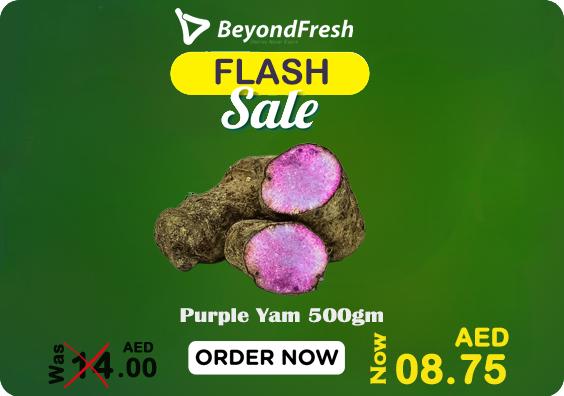 BeyondFresh
FLASH
Sale
Purple Yam 500gm
Was AED 14.00
ORDER NOW
Now AED 08.75